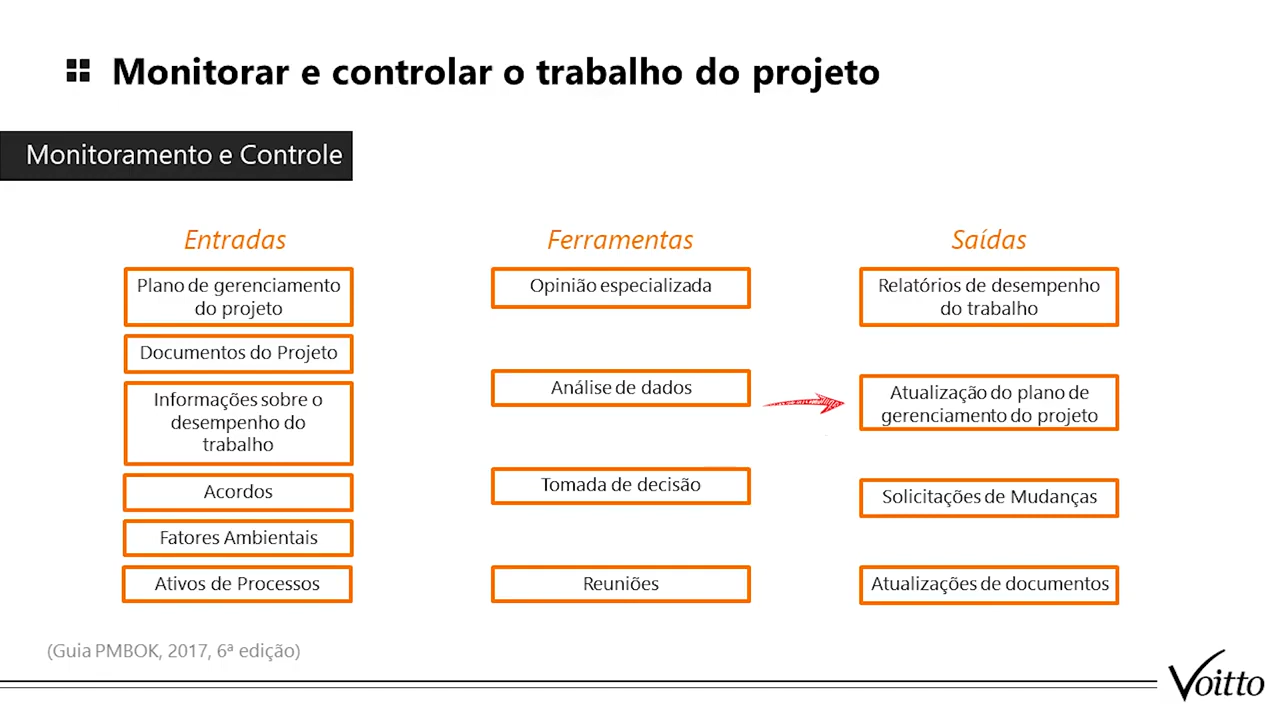 Monitorar e controlar o trabalho do projeto
Monitoramento e Controle
Entradas
Plano de gerenciamento
do projeto
Documentos do Projeto
Informações sobre o
desempenho do
trabalho
Acordos
Fatores Ambientais
Ativos de Processos
Ferramentas
Opinião especializada
Análise de dados
Tomada de decisão
Reuniões
Saídas
Relatórios de desempenho
do trabalho
Atualização do plano de
gerenciamento do projeto
Solicitações de Mudanças
Atualizações de documentos
(Guia PMBOK, 2017, 6ª edição)
Voitto